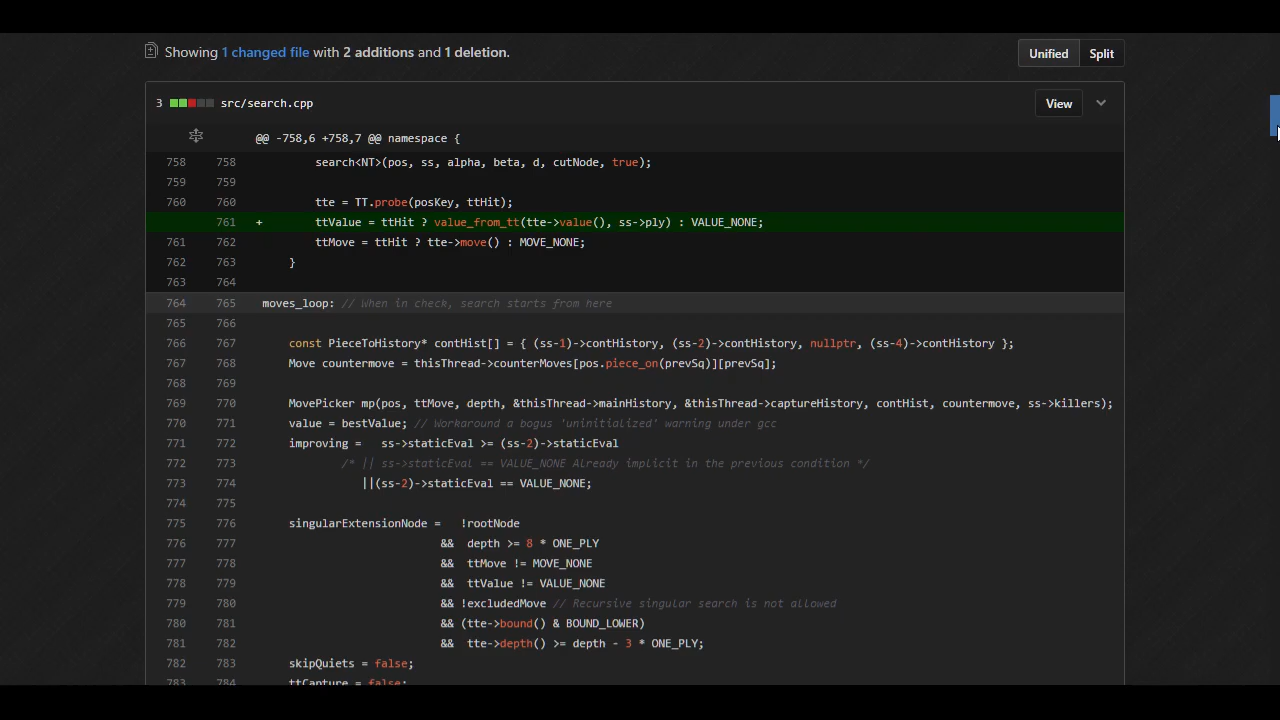 Showing 1 changed file with 2 additions and 1 deletion.
Unified Split
3 src/search.cpp View
@@ -758,6 +758,7 @@ namespace {
758 758 search<NT>(pos, ss, alpha, beta, d, cutNode, true);
759 759
760 760 tte = TT.probe(posKey, ttHit);
761 + ttValue = ttHit ? value_from_tt(tte->value(), ss->ply) : VALUE_NONE;
761 762 ttMove = ttHit ? tte->move() : MOVE_NONE;
762 763 }
763 764
764 765 moves_loop: // When in check, search starts from here
765 766
766 767 const PieceToHistory* contHist[] = { (ss-1)->contHistory, (ss-2)->contHistory, nullptr, (ss-4)->contHistory };
767 768 Move countermove = thisThread->counterMoves[pos.piece_on(prevSq)][prevSq];
768 769
769 770 MovePicker mp(pos, ttMove, depth, &thisThread->mainHistory, &thisThread->captureHistory, contHist, countermove, ss->killers);
770 771 value = bestValue; // Workaround a bogus 'uninitialized' warning under gcc
771 772 improving = ss->staticEval >= (ss-2)->staticEval
772 773 /* || ss->staticEval == VALUE_NONE Already implicit in the previous condition */
773 774 ||(ss-2)->staticEval == VALUE_NONE;
774 775
775 776 singularExtensionNode = !rootNode
776 777 && depth >= 8 * ONE_PLY
777 778 && ttMove != MOVE_NONE
778 779 && ttValue != VALUE_NONE
779 780 && !excludedMove // Recursive singular search is not allowed
780 781 && (tte->bound() & BOUND_LOWER)
781 782 && tte->depth() >= depth - 3 * ONE_PLY;
782 783 skipQuiets = false;
783 784 ttCapture = false;